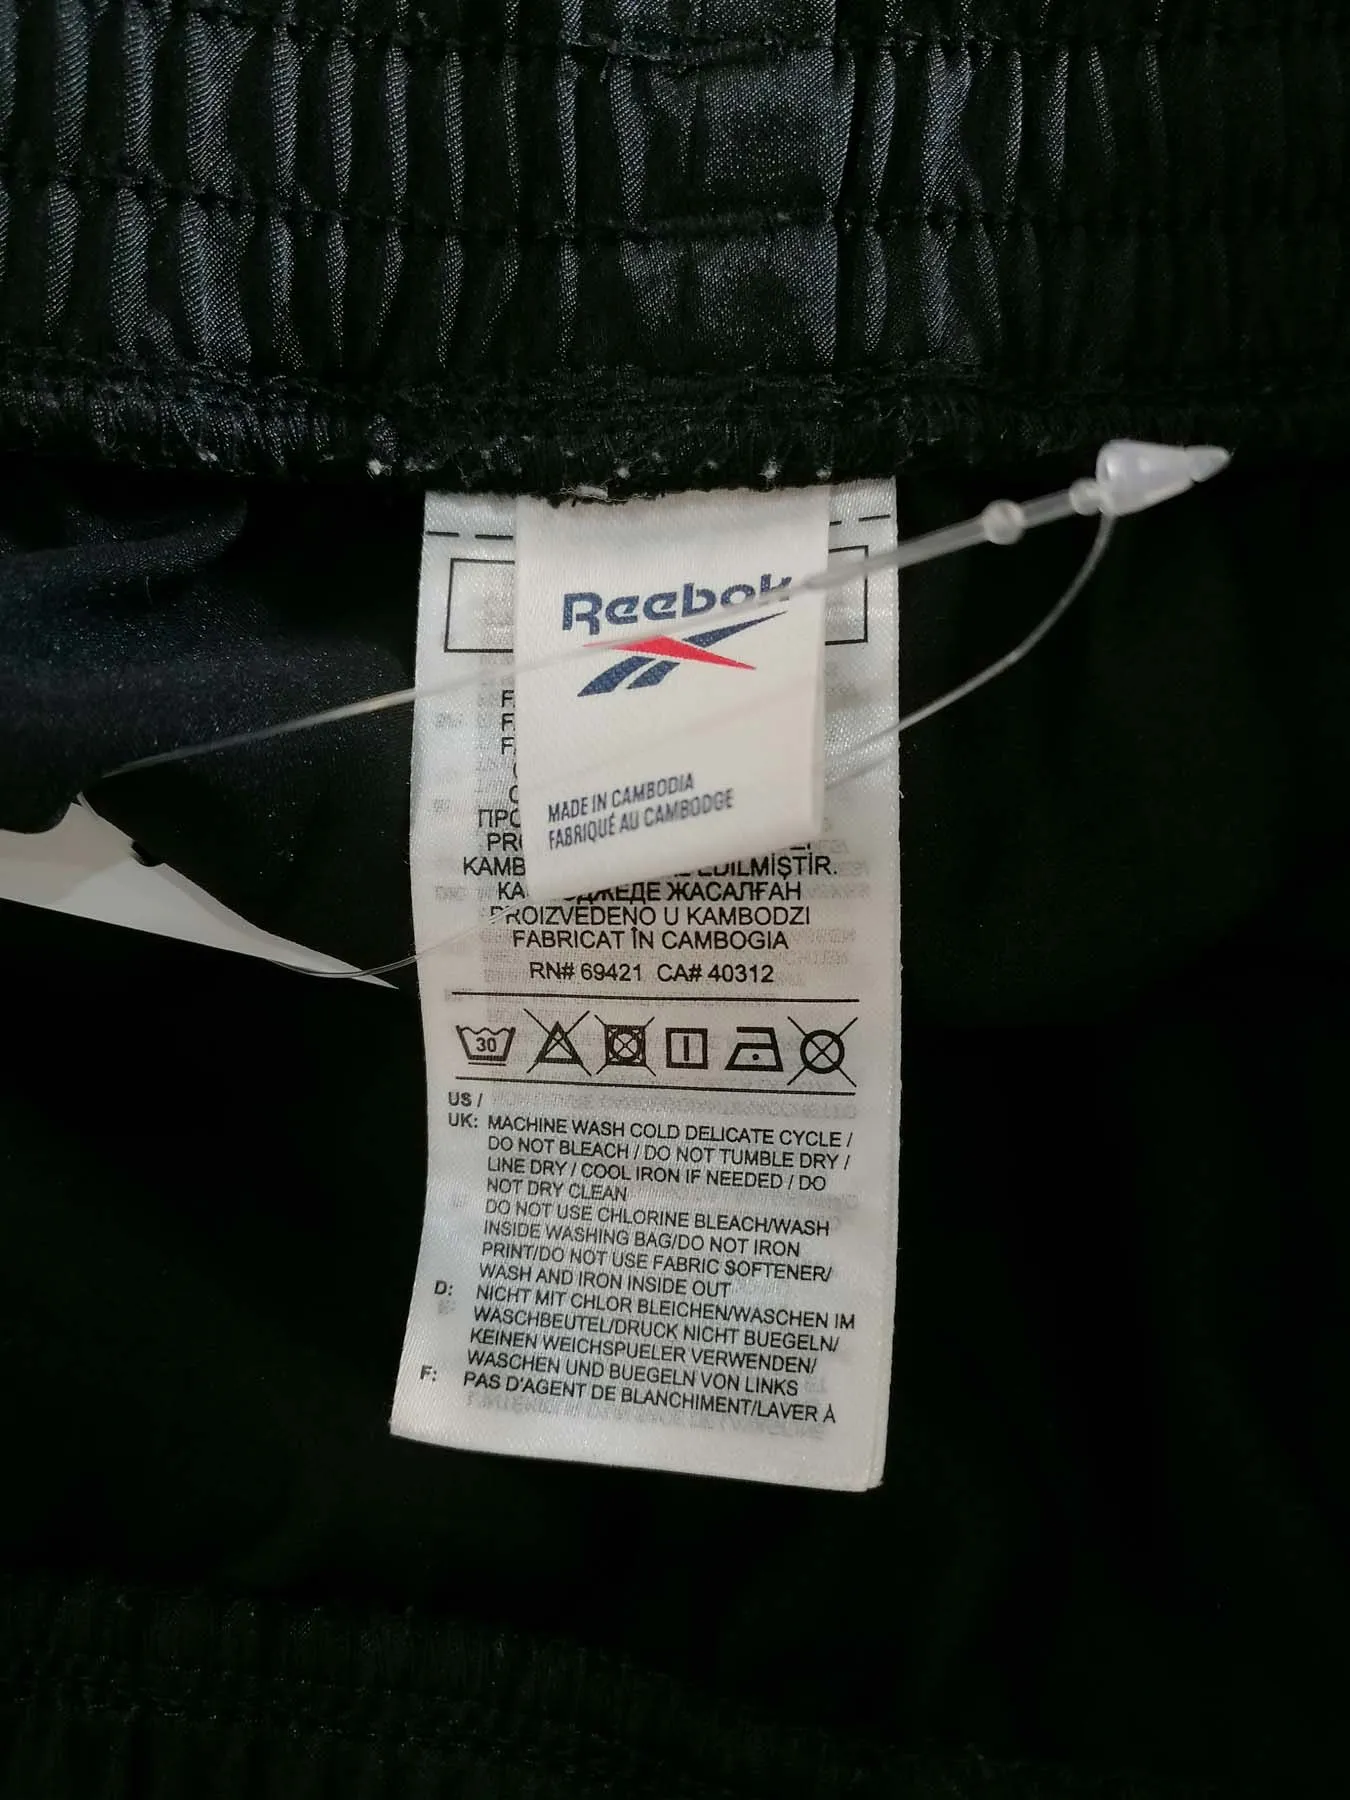 Reebok
MADE IN CAMBODIA
FABRIQUÉ AU CAMBODGE
EDILMİŞTİR.
ЖАСАЛҒАН
PROIZVEDENO U KAMBODZI
FABRICAT ÎN CAMBOGIA
RN# 69421 CA# 40312
30
US /
UK: MACHINE WASH COLD DELICATE CYCLE /
DO NOT BLEACH / DO NOT TUMBLE DRY /
LINE DRY / COOL IRON IF NEEDED / DO
NOT DRY CLEAN
DO NOT USE CHLORINE BLEACH/WASH
INSIDE WASHING BAG/DO NOT IRON
PRINT/DO NOT USE FABRIC SOFTENER/
WASH AND IRON INSIDE OUT
D: NICHT MIT CHLOR BLEICHEN/WASCHEN IM
WASCHBEUTEL/DRUCK NICHT BUEGELN/
KEINEN WEICHSPUELER VERWENDEN/
WASCHEN UND BUEGELN VON LINKS
F: PAS D'AGENT DE BLANCHIMENT/LAVER À